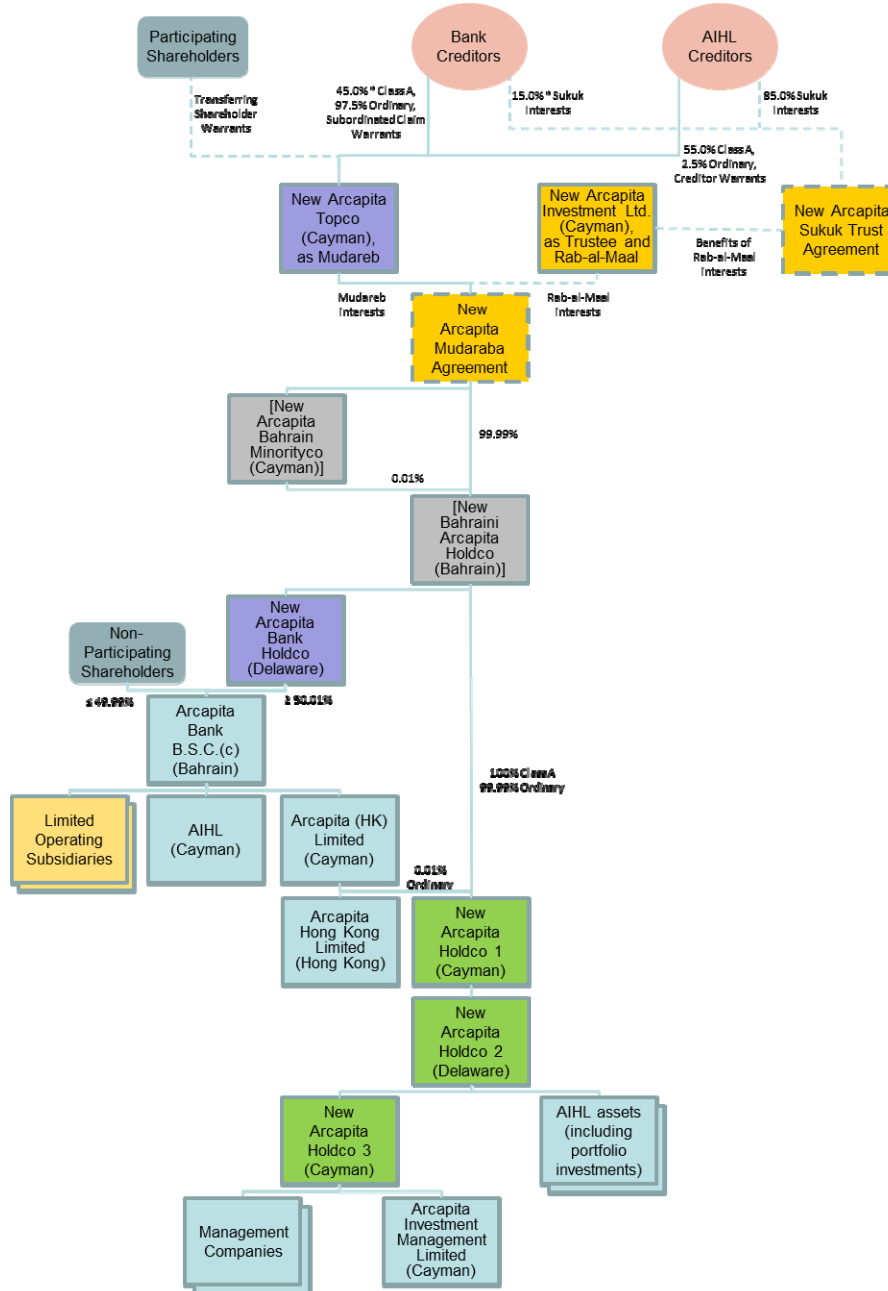 Participating
Shareholders
Bank
Creditors
AIHL
Creditors
Transferring
Shareholder
Warrants
45.0% * Class A,
97.5% Ordinary,
Subordinated Claim
Warrants
15.0% * Sukuk
Interests
85.0% Sukuk
Interests
55.0% Class A,
2.5% Ordinary,
Creditor Warrants
New Arcapita
Topco
(Cayman),
as Mudareb
New Arcapita
Investment Ltd.
(Cayman),
as Trustee and
Rab-al-Maal
Benefits of
Rab-al-Maal
Interests
New Arcapita
Sukuk Trust
Agreement
Mudareb
Interests
Rab-al-Maal
Interests
New
Arcapita
Mudaraba
Agreement
[New
Arcapita
Bahrain
Minorityco
(Cayman)]
99.99%
0.01%
[New
Bahraini
Arcapita
Holdco
(Bahrain)]
New
Arcapita
Bank
Holdco
(Delaware)
Non-
Participating
Shareholders
≤ 49.99%
≥ 50.01%
Arcapita
Bank
B.S.C.(c)
(Bahrain)
100% Class A
99.99% Ordinary
Limited
Operating
Subsidiaries
AIHL
(Cayman)
Arcapita (HK)
Limited
(Cayman)
0.01%
Ordinary
Arcapita
Hong Kong
Limited
(Hong Kong)
New
Arcapita
Holdco 1
(Cayman)
New
Arcapita
Holdco 2
(Delaware)
New
Arcapita
Holdco 3
(Cayman)
AIHL assets
(including
portfolio
investments)
Management
Companies
Arcapita
Investment
Management
Limited
(Cayman)